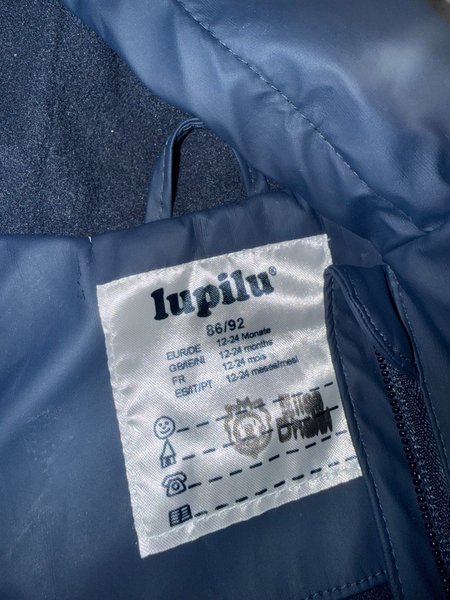 lupilu®
86/92
EUR/DE 12-24 Monate
GB/IE/NI 12-24 months
FR 12-24 mois
ES/IT/PT 12-24 meses/mesi